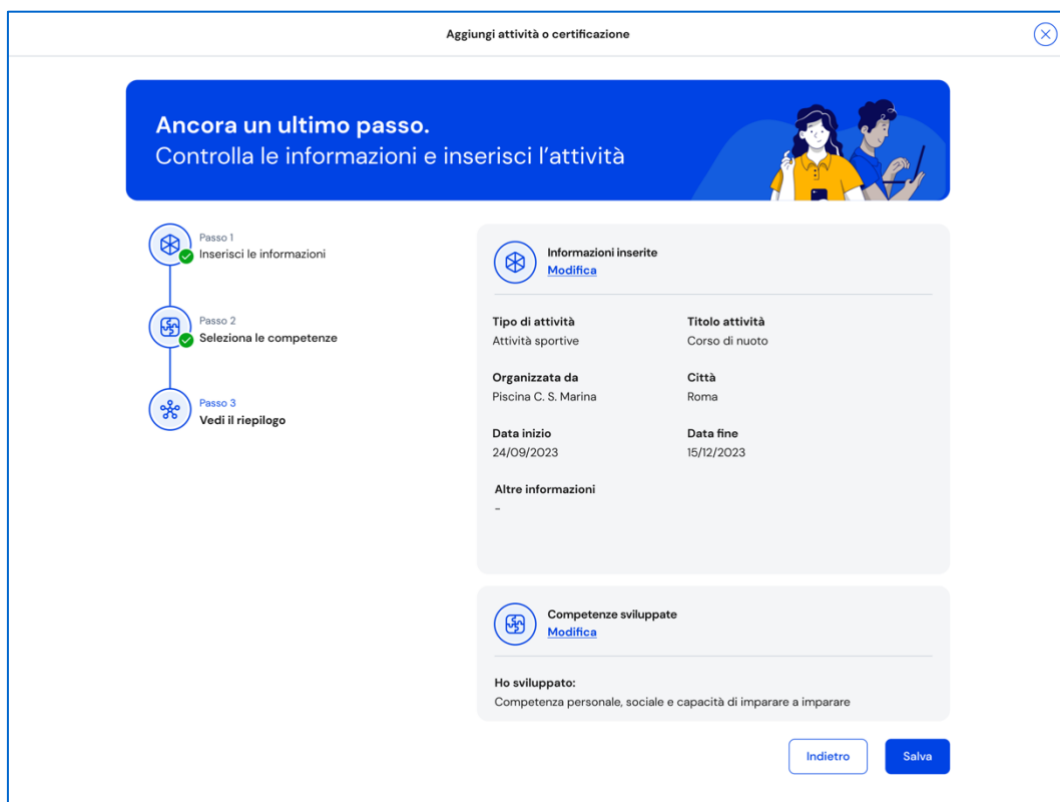 Aggiungi attività o certificazione
Ancora un ultimo passo.
Controlla le informazioni e inserisci l'attività
Passo 1
Inserisci le informazioni
Passo 2
Seleziona le competenze
Passo 3
Vedi il riepilogo
Informazioni inserite
Modifica
Tipo di attività
Attività sportive
Titolo attività
Corso di nuoto
Organizzata da
Piscina C. S. Marina
Città
Roma
Data inizio
24/09/2023
Data fine
15/12/2023
Altre informazioni
-
Competenze sviluppate
Modifica
Ho sviluppato:
Competenza personale, sociale e capacità di imparare a imparare
Indietro
Salva